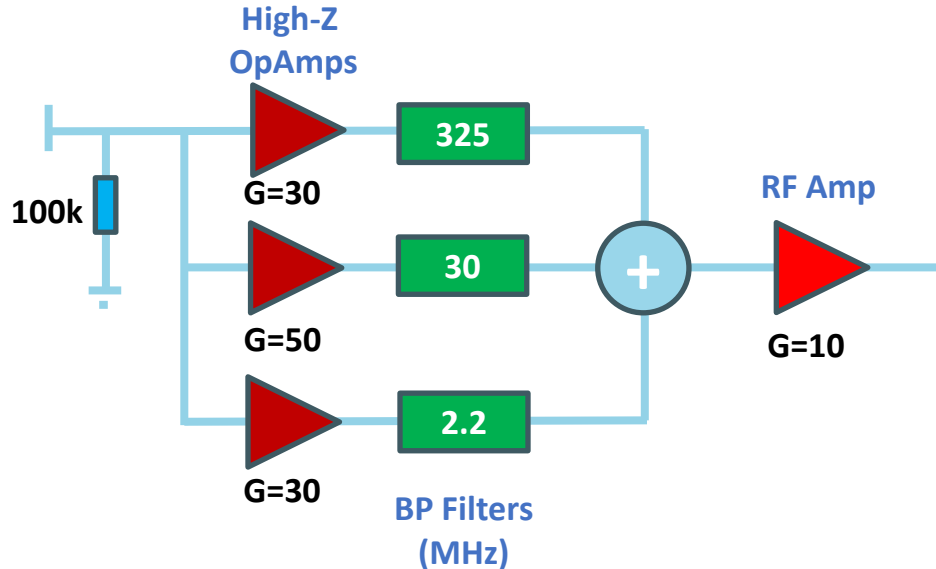 High-Z
OpAmps
325
G=30
100k
RF Amp
30
+
G=50
G=10
2.2
G=30
BP Filters
(MHz)